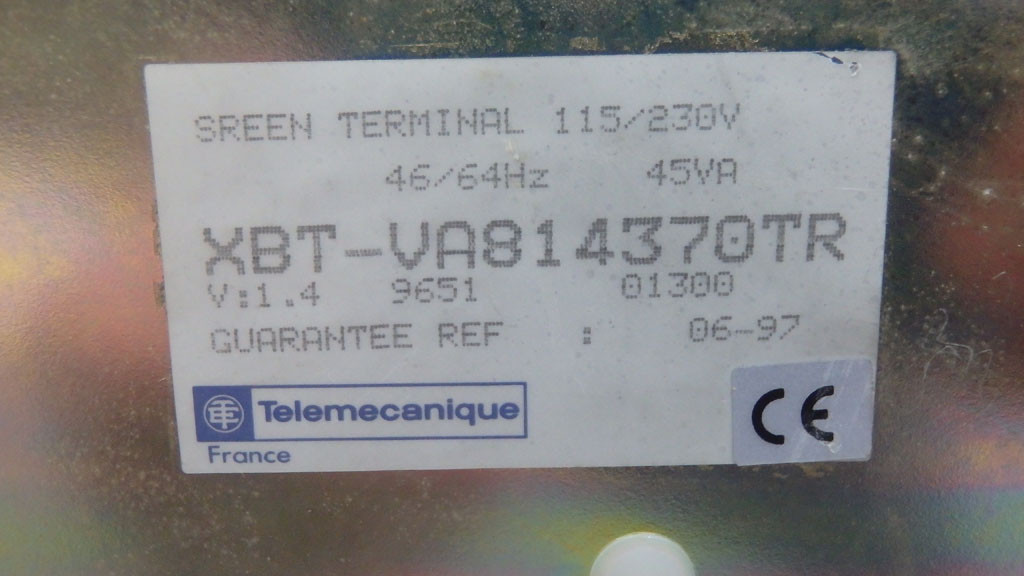 SREEN TERMINAL 115/230V
46/64Hz 45VA
XBT-VA814370TR
V:1.4 9651 01300
GUARANTEE REF : 06-97
Telemecanique
France
CE